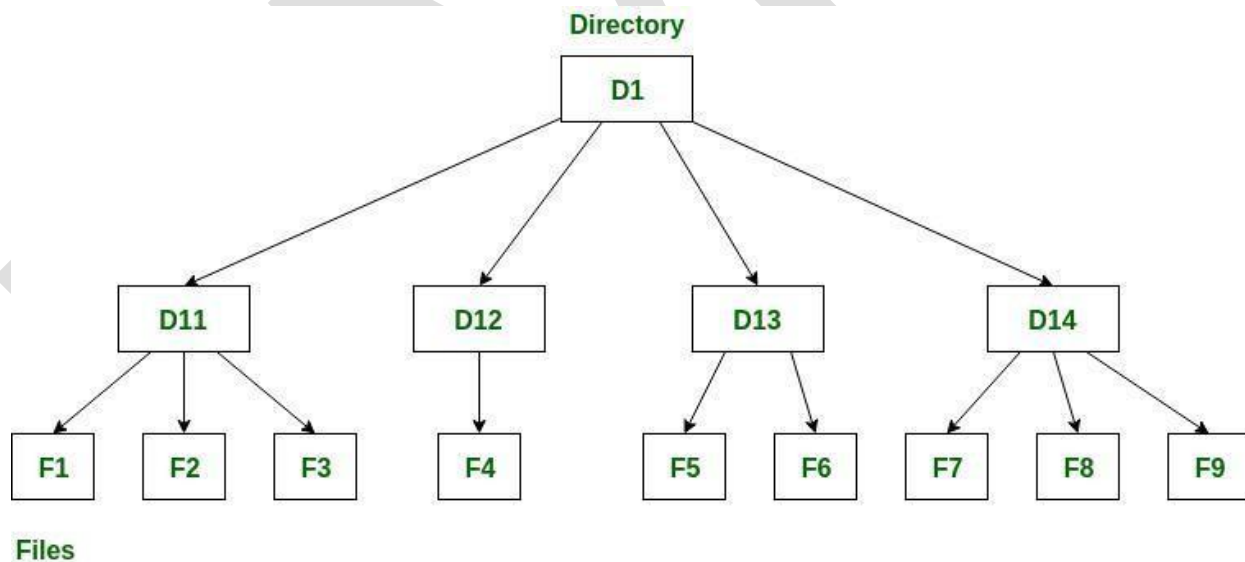 Directory
D1
D11 D12 D13 D14
F1 F2 F3 F4 F5 F6 F7 F8 F9
Files